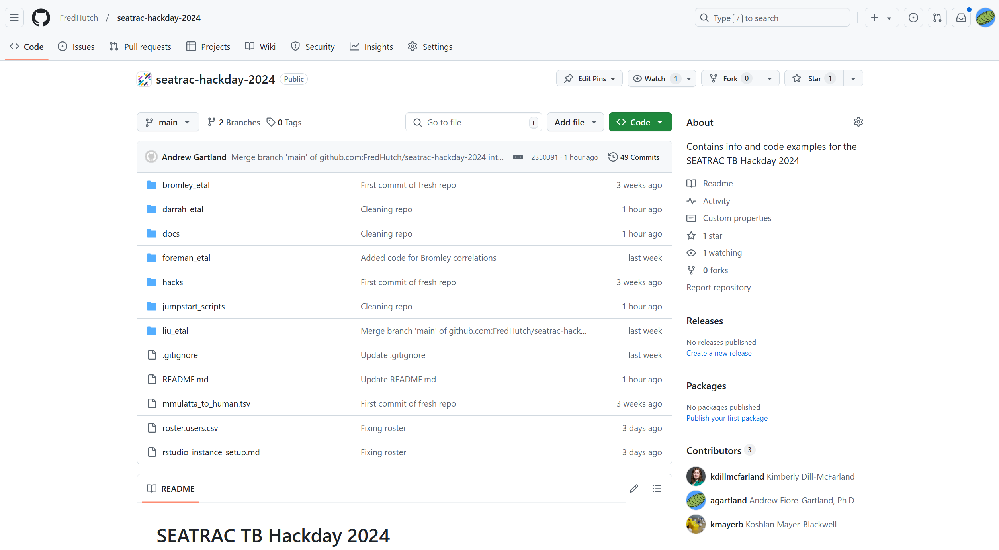 FredHutch / seatrac-hackday-2024
Type / to search
Code Issues Pull requests Projects Wiki Security Insights Settings
seatrac-hackday-2024 Public
Edit Pins Watch 1 Fork 0 Star 1
main 2 Branches 0 Tags Go to file t Add file Code
Andrew Gartland Merge branch 'main' of github.com:FredHutch/seatrac-hackday-2024 int... 2350391 · 1 hour ago 49 Commits
bromley_etal First commit of fresh repo 3 weeks ago
darrah_etal Cleaning repo 1 hour ago
docs Cleaning repo 1 hour ago
foreman_etal Added code for Bromley correlations last week
hacks First commit of fresh repo 3 weeks ago
jumpstart_scripts Cleaning repo 1 hour ago
liu_etal Merge branch 'main' of github.com:FredHutch/seatrac-hack... last week
.gitignore Update .gitignore last week
README.md Update README.md 1 hour ago
mmulatta_to_human.tsv First commit of fresh repo 3 weeks ago
roster.users.csv Fixing roster 3 days ago
rstudio_instance_setup.md Fixing roster 3 days ago
README
SEATRAC TB Hackday 2024
About
Contains info and code examples for the
SEATRAC TB Hackday 2024
Readme
Activity
Custom properties
1 star
1 watching
0 forks
Report repository
Releases
No releases published
Create a new release
Packages
No packages published
Publish your first package
Contributors 3
kdillmcfarland Kimberly Dill-McFarland
agartland Andrew Fiore-Gartland, Ph.D.
kmayerb Koshlan Mayer-Blackwell